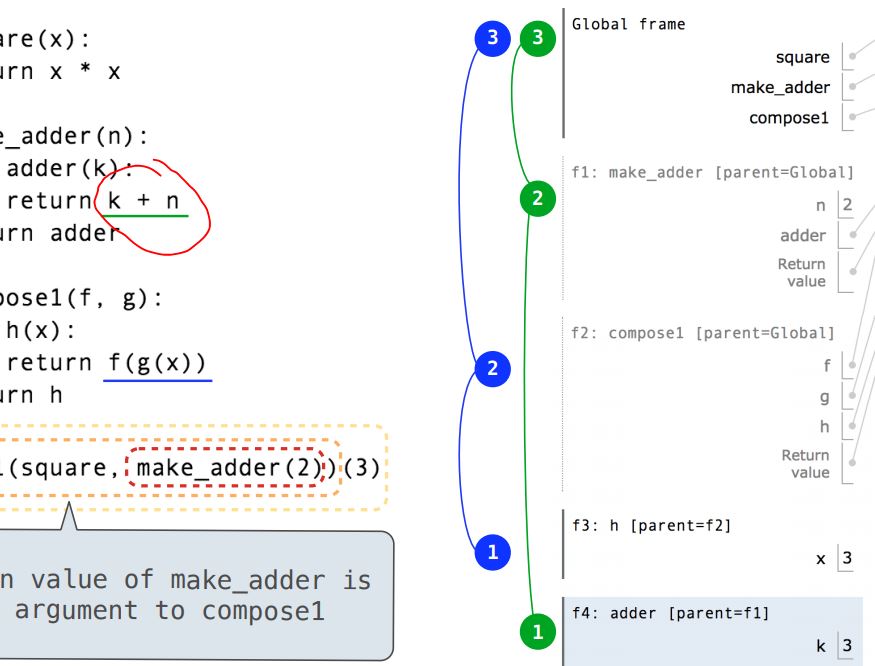 are(x):
urn x * x
e_adder(n):
adder(k):
return k + n
urn adder
pose1(f, g):
h(x):
return f(g(x))
urn h
1(square, make_adder(2))(3)
n value of make_adder is
argument to compose1
3 3
2
2
1
1
Global frame
square
make_adder
compose1
f1: make_adder [parent=Global]
n 2
adder
Return
value
f2: compose1 [parent=Global]
f
g
h
Return
value
f3: h [parent=f2]
x 3
f4: adder [parent=f1]
k 3